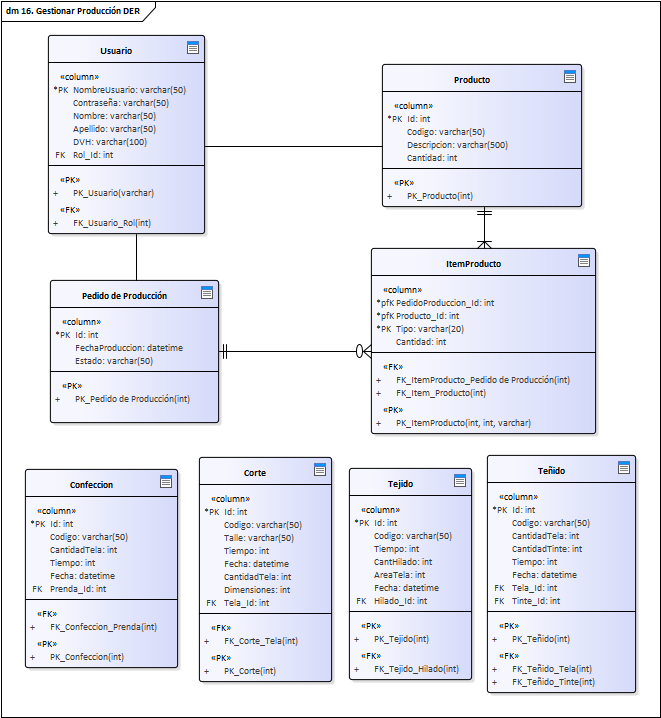 dm 16. Gestionar Producción DER
Usuario
«column»
*PK NombreUsuario: varchar(50)
Contraseña: varchar(50)
Nombre: varchar(50)
Apellido: varchar(50)
DVH: varchar(100)
FK Rol_Id: int
«PK»
+ PK_Usuario(varchar)
«FK»
+ FK_Usuario_Rol(int)
Producto
«column»
*PK Id: int
Codigo: varchar(50)
Descripcion: varchar(500)
Cantidad: int
«PK»
+ PK_Producto(int)
Pedido de Producción
«column»
*PK Id: int
FechaProduccion: datetime
Estado: varchar(50)
«PK»
+ PK_Pedido de Producción(int)
ItemProducto
«column»
*pfK PedidoProduccion_Id: int
*pfK Producto_Id: int
*PK Tipo: varchar(20)
Cantidad: int
«FK»
+ FK_ItemProducto_Pedido de Producción(int)
+ FK_Item_Producto(int)
«PK»
+ PK_ItemProducto(int, int, varchar)
Confeccion
«column»
*PK Id: int
Codigo: varchar(50)
CantidadTela: int
Tiempo: int
Fecha: datetime
FK Prenda_Id: int
«FK»
+ FK_Confeccion_Prenda(int)
«PK»
+ PK_Confeccion(int)
Corte
«column»
*PK Id: int
Codigo: varchar(50)
Talle: varchar(50)
Tiempo: int
Fecha: datetime
CantidadTela: int
Dimensiones: int
FK Tela_Id: int
«FK»
+ FK_Corte_Tela(int)
«PK»
+ PK_Corte(int)
Tejido
«column»
*PK Id: int
Codigo: varchar(50)
Tiempo: int
CantHilado: int
AreaTela: int
Fecha: datetime
FK Hilado_Id: int
«PK»
+ PK_Tejido(int)
«FK»
+ FK_Tejido_Hilado(int)
Teñido
«column»
*PK Id: int
Codigo: varchar(50)
CantidadTela: int
CantidadTinte: int
Tiempo: int
Fecha: datetime
FK Tela_Id: int
FK Tinte_Id: int
«PK»
+ PK_Teñido(int)
«FK»
+ FK_Teñido_Tela(int)
+ FK_Teñido_Tinte(int)